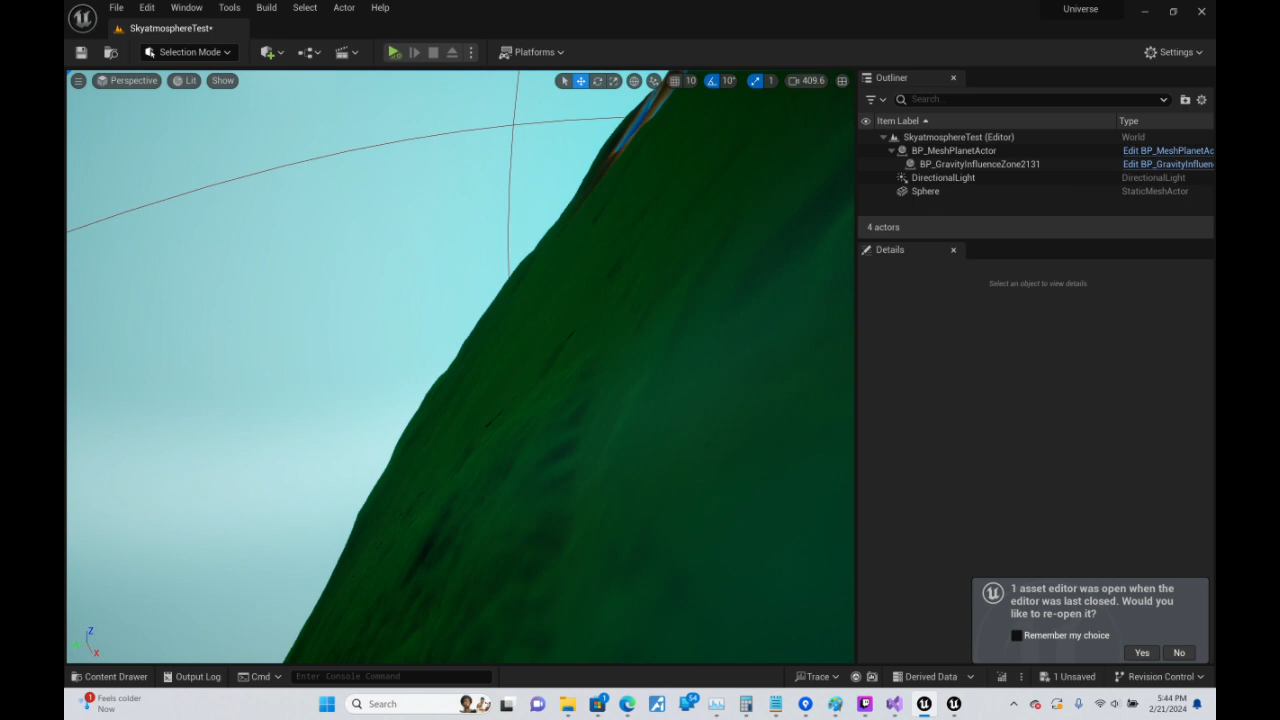 File Edit Window Tools Build Select Actor Help
Universe
SkyatmosphereTest*
Selection Mode
Platforms
Settings
Perspective Lit Show
10 10° 1 409.6
Outliner
Search...
Item Label Type
SkyatmosphereTest (Editor) World
BP_MeshPlanetActor Edit BP_MeshPlanetAc
BP_GravityInfluenceZone2131 Edit BP_GravityInfluen
DirectionalLight DirectionalLight
Sphere StaticMeshActor
4 actors
Details
Select an object to view details
1 asset editor was open when the
editor was last closed. Would you
like to re-open it?
Remember my choice
Yes No
Z
X
Content Drawer Output Log Cmd Enter Console Command Trace Derived Data 1 Unsaved Revision Control
1 Feels colder
Now
Search
1
54
5:44 PM
2/21/2024